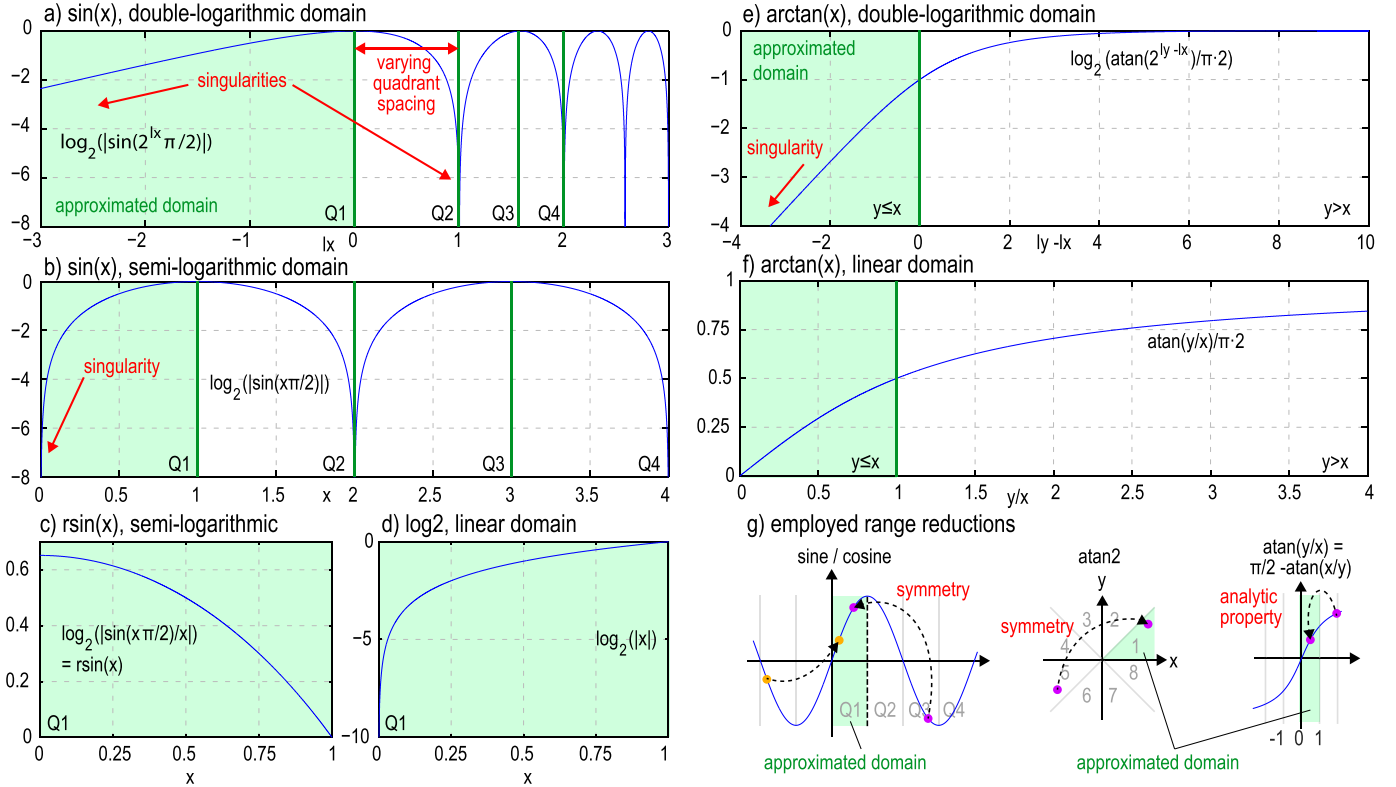 a) sin(x), double-logarithmic domain
0
−2
−4
−6
−8
singularities
varying
quadrant
spacing
log2(|sin(2^lx π/2)|)
approximated domain
Q1
Q2
Q3
Q4
−3
−2
−1
lx
0
1
2
3
b) sin(x), semi-logarithmic domain
0
−2
−4
−6
−8
singularity
log2(|sin(xπ/2)|)
Q1
Q2
Q3
Q4
0
0.5
1
1.5
x
2
2.5
3
3.5
4
c) rsin(x), semi-logarithmic
0.6
0.4
0.2
0
log2(|sin(x π/2)/x|)
= rsin(x)
Q1
0
0.25
0.5
0.75
1
x
d) log2, linear domain
0
−5
−10
log2(|x|)
Q1
0
0.25
0.5
0.75
1
x
e) arctan(x), double-logarithmic domain
0
−1
−2
−3
−4
approximated
domain
log2(atan(2^ly -lx)/π·2)
singularity
y≤x
y>x
−4
−2
0
2
ly -lx
4
6
8
10
f) arctan(x), linear domain
1
0.75
0.5
0.25
0
atan(y/x)/π·2
y≤x
y>x
0
0.5
1
1.5
y/x
2
2.5
3
3.5
4
g) employed range reductions
sine / cosine
symmetry
Q1
Q2
Q3
Q4
approximated domain
atan2
y
symmetry
3
2
4
1
x
5
8
6
7
atan(y/x) =
π/2 -atan(x/y)
analytic
property
-1
0
1
approximated domain